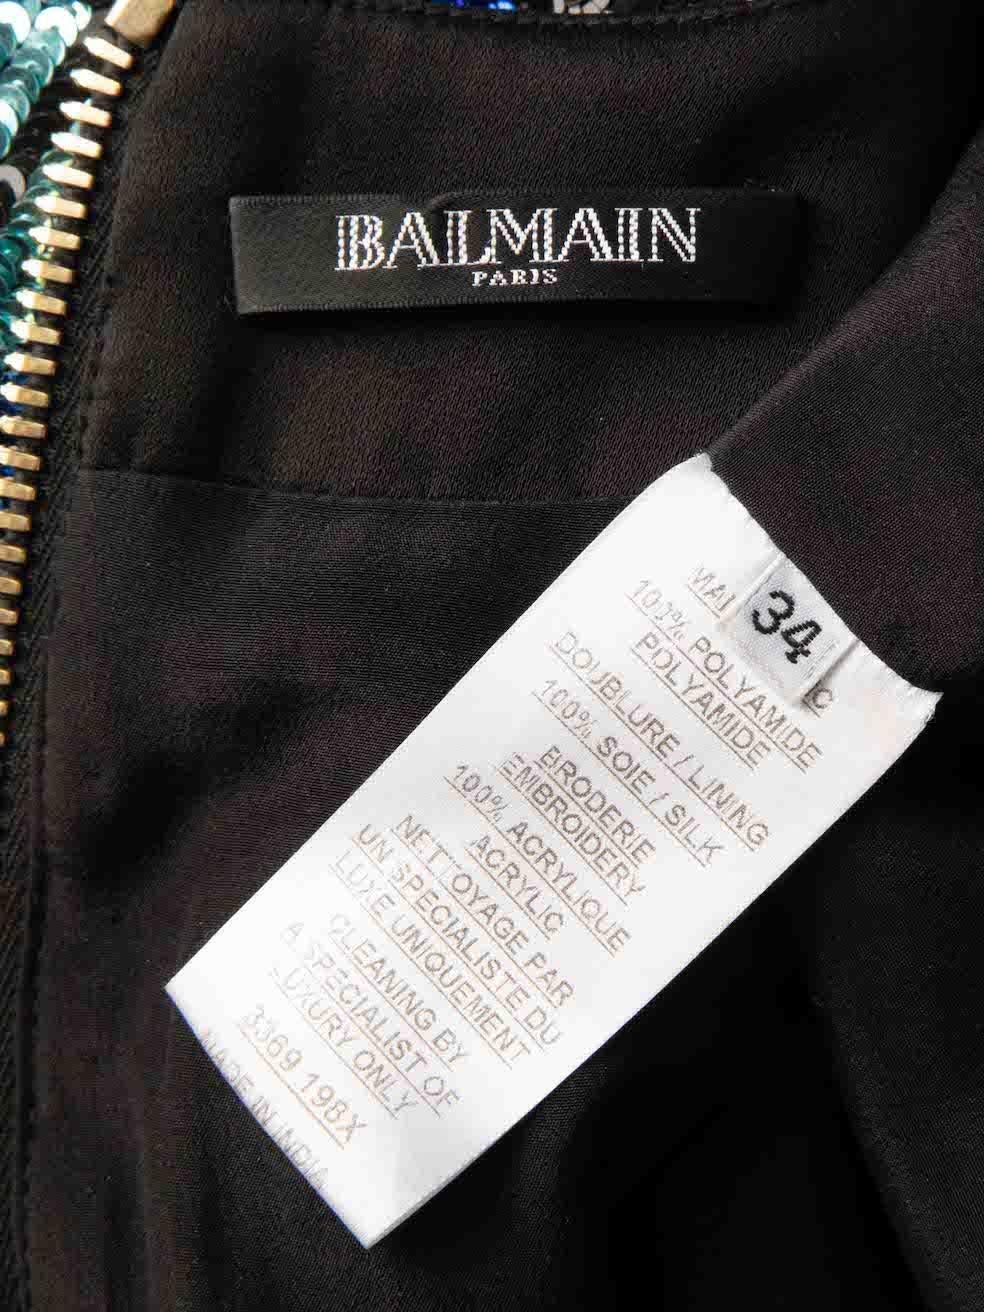 BALMAIN
PARIS
34
100% POLYAMIDE
POLYAMIDE
DOUBLURE / LINING
100% SOIE / SILK
BRODERIE
EMBROIDERY
100% ACRYLIQUE
ACRYLIC
NETTOYAGE PAR
UN SPECIALISTE DU
LUXE UNIQUEMENT
CLEANING BY
A SPECIALIST OF
LUXURY ONLY
3369 198X
MADE IN INDIA